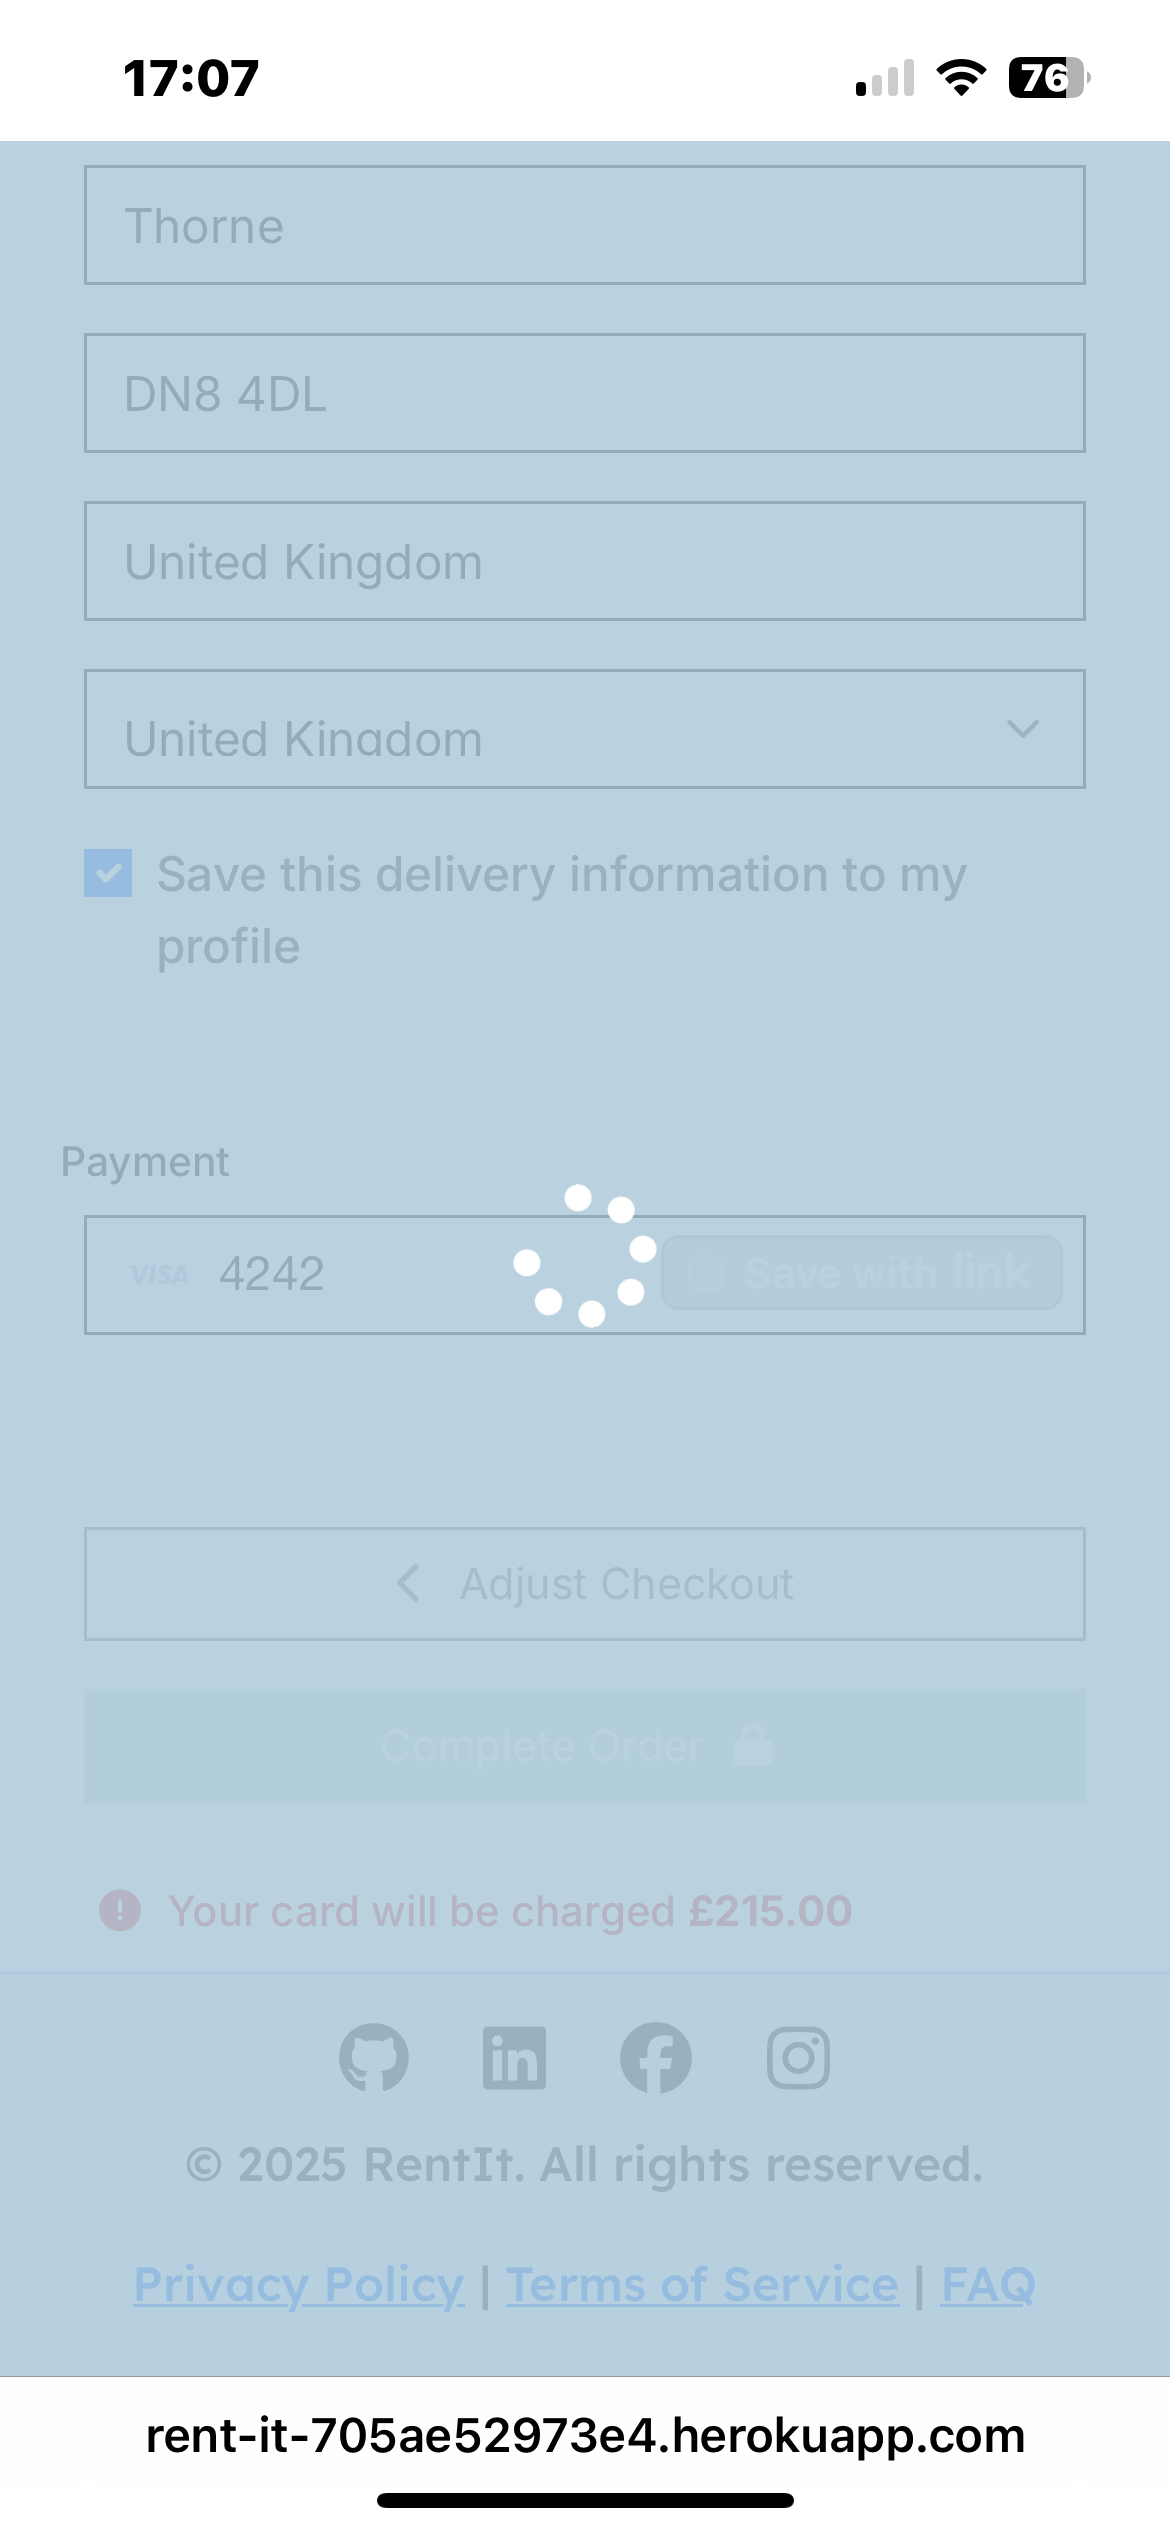 17:07
76
Thorne
DN8 4DL
United Kingdom
United Kingdom
Save this delivery information to my
profile
Payment
VISA 4242 Save with link
Adjust Checkout
Complete Order
Your card will be charged £215.00
© 2025 RentIt. All rights reserved.
Privacy Policy | Terms of Service | FAQ
rent-it-705ae52973e4.herokuapp.com